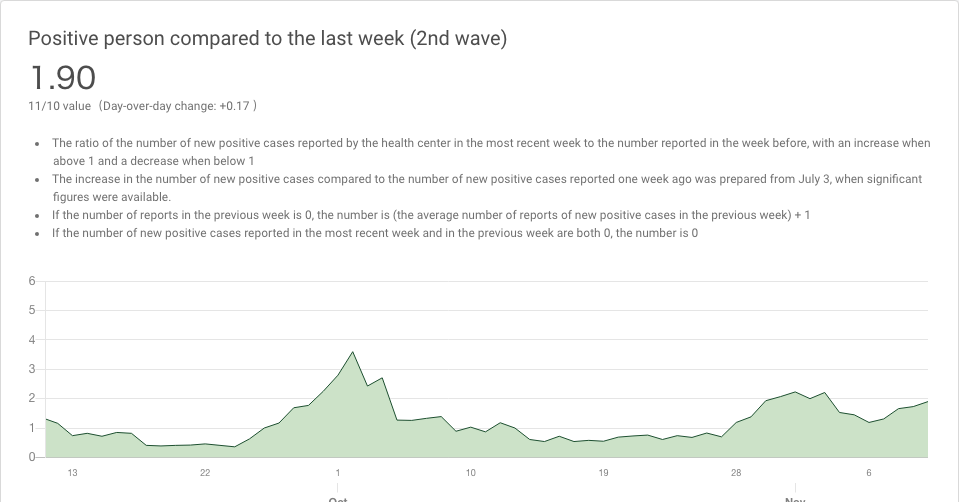 Positive person compared to the last week (2nd wave)
1.90
11/10 value （Day-over-day change: +0.17 ）
The ratio of the number of new positive cases reported by the health center in the most recent week to the number reported in the week before, with an increase when
above 1 and a decrease when below 1
The increase in the number of new positive cases compared to the number of new positive cases reported one week ago was prepared from July 3, when significant
figures were available.
If the number of reports in the previous week is 0, the number is (the average number of reports of new positive cases in the previous week) + 1
If the number of new positive cases reported in the most recent week and in the previous week are both 0, the number is 0
6
5
4
3
2
1
0
13 22 1 10 19 28 6
Oct Nov